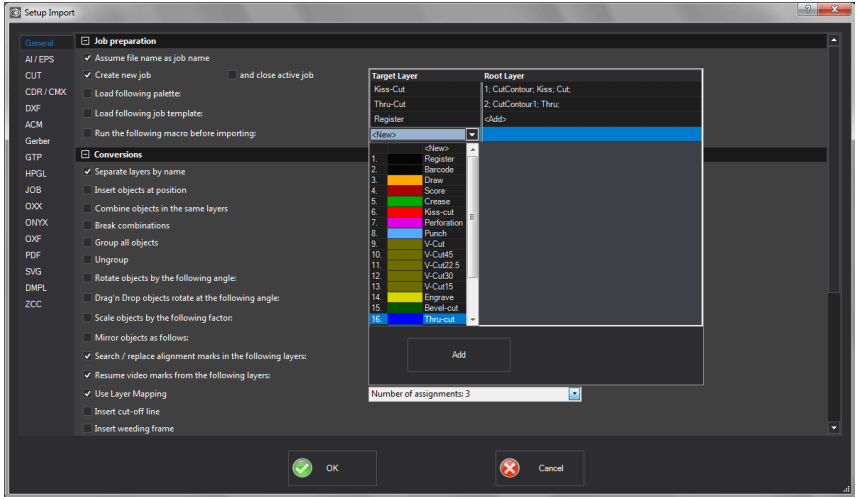 Setup Import
General
AI / EPS
CUT
CDR / CMX
DXF
ACM
Gerber
GTP
HPGL
JOB
OXX
ONYX
OXF
PDF
SVG
DMPL
ZCC
Job preparation
Assume file name as job name
Create new job and close active job
Load following palette:
Load following job template:
Run the following macro before importing:
Conversions
Separate layers by name
Insert objects at position
Combine objects in the same layers
Break combinations
Group all objects
Ungroup
Rotate objects by the following angle:
Drag'n Drop objects rotate at the following angle:
Scale objects by the following factor:
Mirror objects as follows:
Search / replace alignment marks in the following layers:
Resume video marks from the following layers:
Use Layer Mapping
Insert cut-off line
Insert weeding frame
Target Layer Root Layer
Kiss-Cut 1; CutContour; Kiss; Cut;
Thru-Cut 2; CutContour1; Thru;
Register <Add>
<New>
<New>
1. Register
2. Barcode
3. Draw
4. Score
5. Crease
6. Kiss-cut
7. Perforation
8. Punch
9. V-Cut
10. V-Cut45
11. V-Cut22.5
12. V-Cut30
13. V-Cut15
14. Engrave
15. Bevel-cut
16. Thru-cut
Add
Number of assignments: 3
OK
Cancel